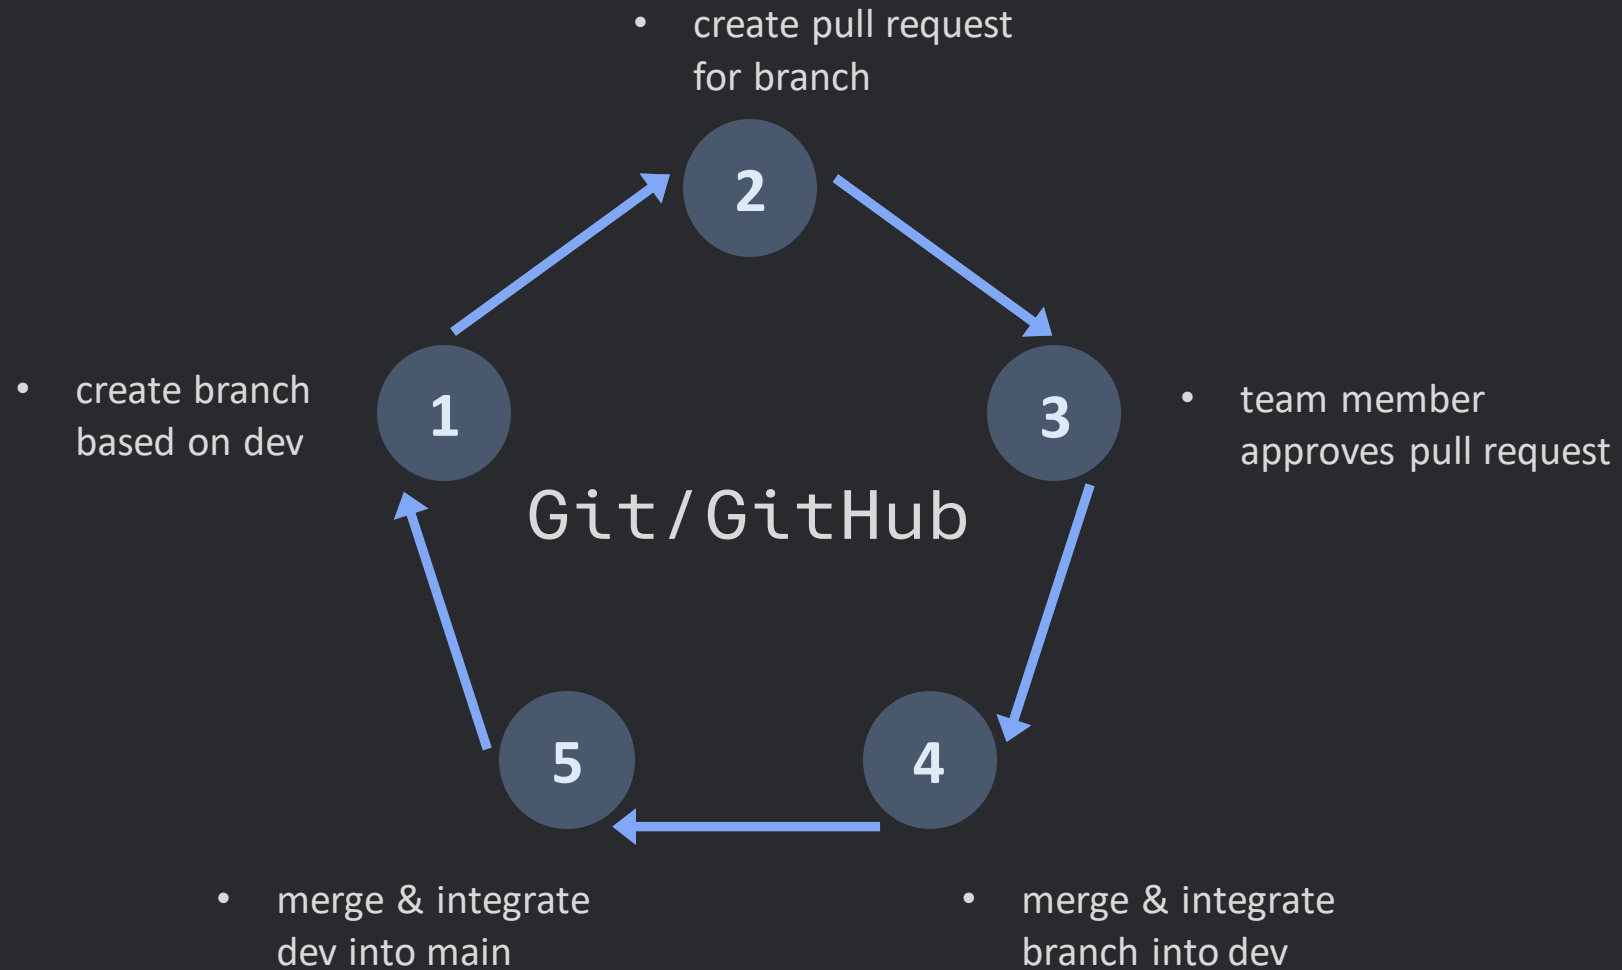 • create pull request
for branch
2
• create branch
based on dev
1
3
• team member
approves pull request
Git/GitHub
5
4
• merge & integrate
dev into main
• merge & integrate
branch into dev